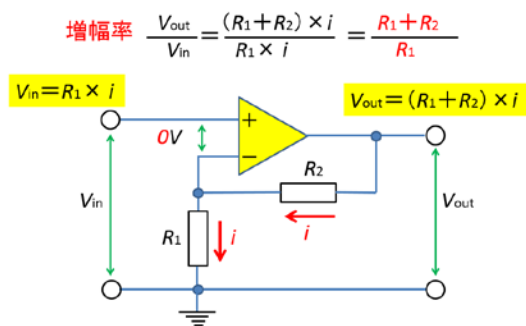 増幅率 Vout/Vin = (R1+R2)×i / R1×i = R1+R2 / R1
Vin=R1× i
Vout=(R1+R2)× i
+
0V
−
R2
Vin
R1
i
i
Vout